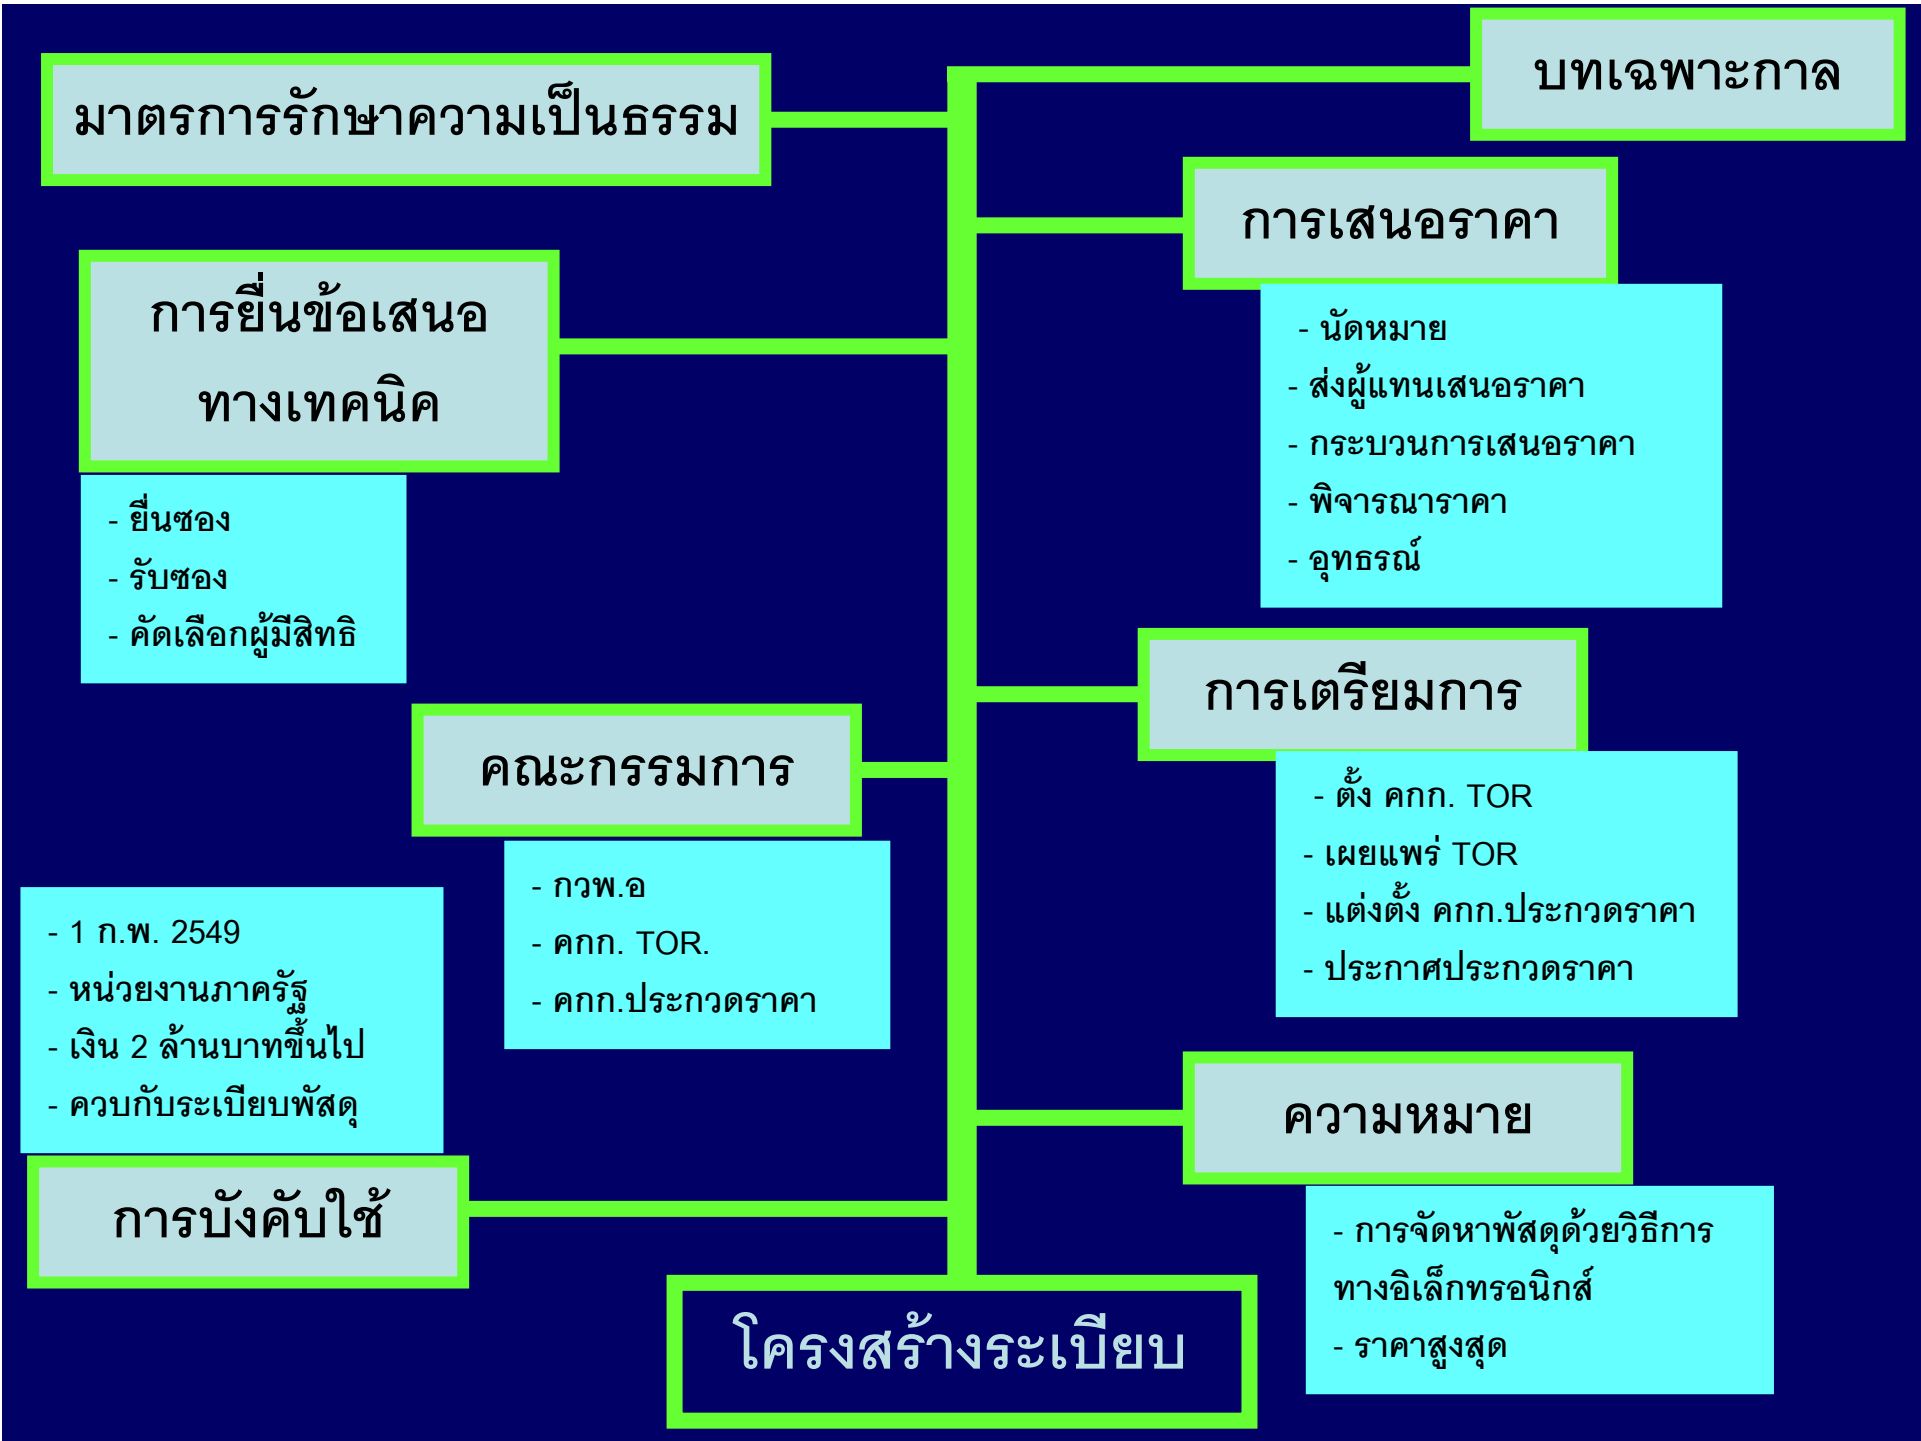 บทเฉพาะกาล
มาตรการรักษาความเป็นธรรม
การเสนอราคา
- นัดหมาย
- ส่งผู้แทนเสนอราคา
- กระบวนการเสนอราคา
- พิจารณาราคา
- อุทธรณ์
การยื่นข้อเสนอ
ทางเทคนิค
- ยื่นซอง
- รับซอง
- คัดเลือกผู้มีสิทธิ
การเตรียมการ
- ตั้ง คกก. TOR
- เผยแพร่ TOR
- แต่งตั้ง คกก.ประกวดราคา
- ประกาศประกวดราคา
คณะกรรมการ
- กวพ.อ
- คกก. TOR.
- คกก.ประกวดราคา
- 1 ก.พ. 2549
- หน่วยงานภาครัฐ
- เงิน 2 ล้านบาทขึ้นไป
- ควบกับระเบียบพัสดุ
การบังคับใช้
ความหมาย
- การจัดหาพัสดุด้วยวิธีการ
ทางอิเล็กทรอนิกส์
- ราคาสูงสุด
โครงสร้างระเบียบ